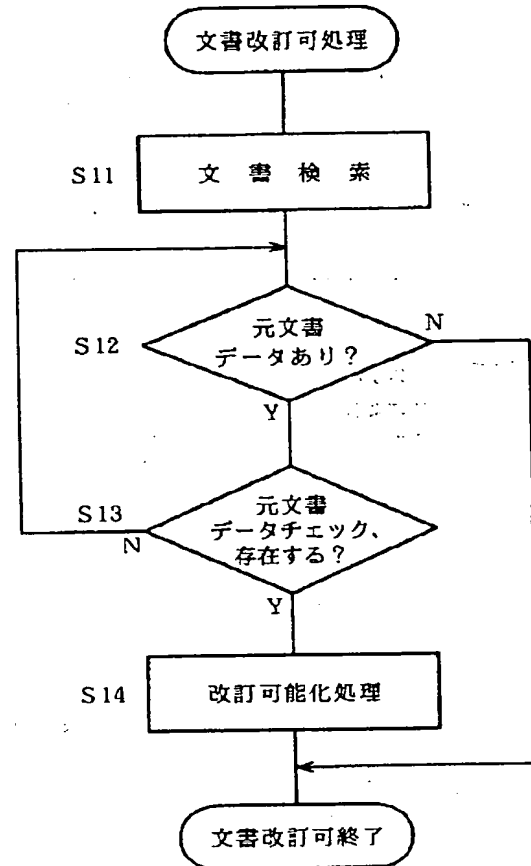 文書改訂可処理
S11
文書検索
S12
元文書
データあり？
N
Y
S13
元文書
データチェック、
存在する？
N
Y
S14
改訂可能化処理
文書改訂可終了